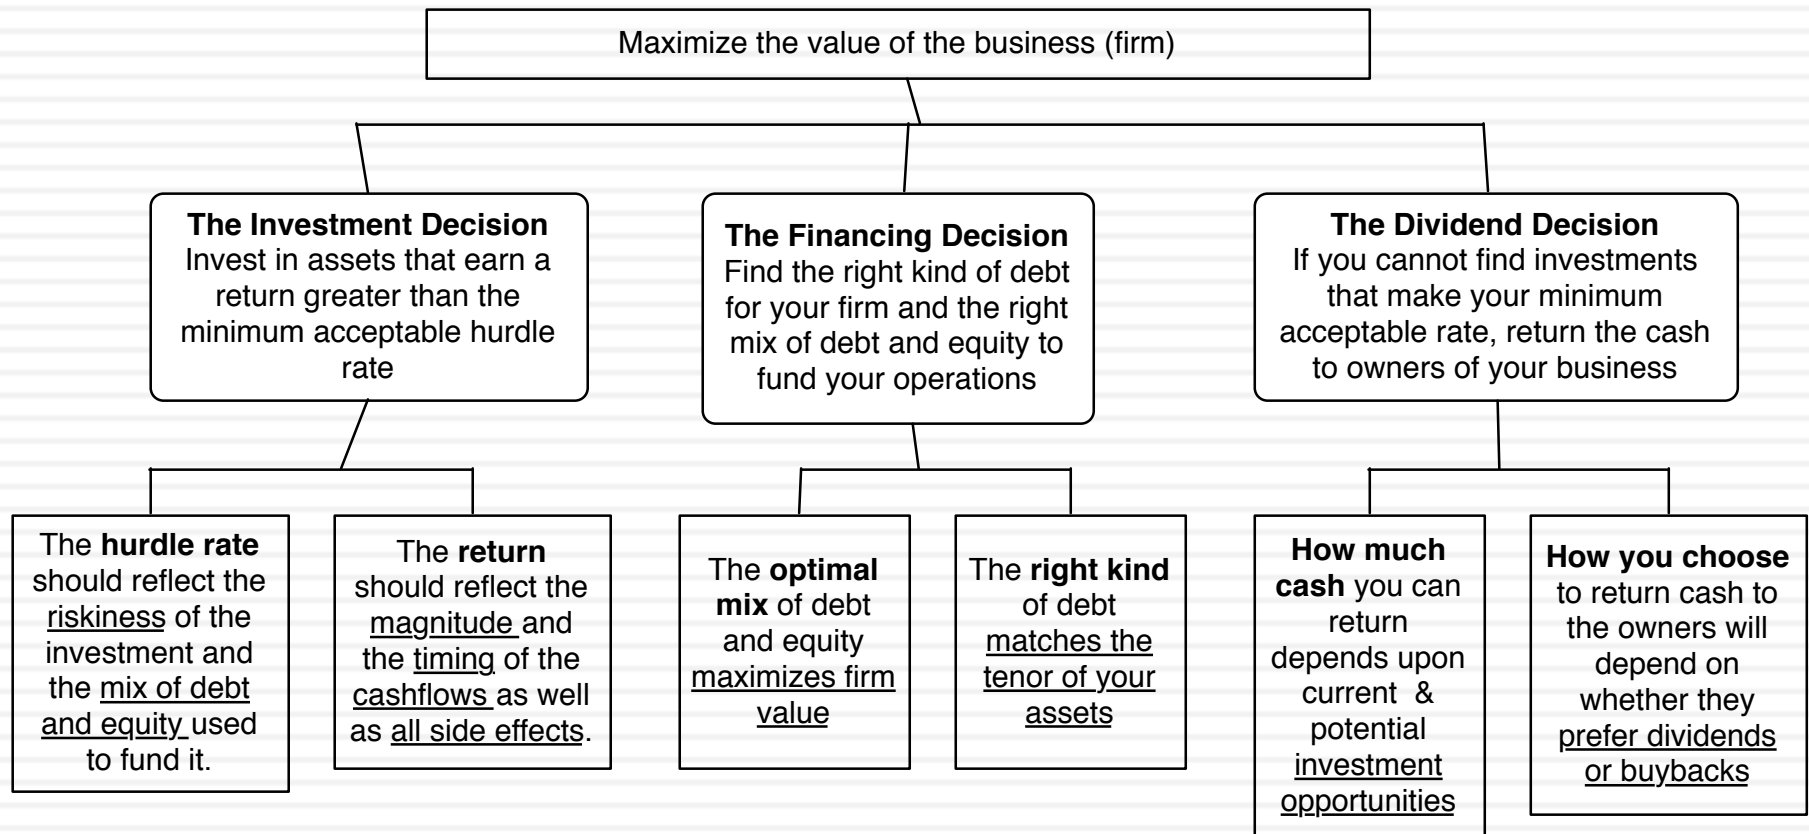 Maximize the value of the business (firm)
The Investment Decision
Invest in assets that earn a
return greater than the
minimum acceptable hurdle
rate
The Financing Decision
Find the right kind of debt
for your firm and the right
mix of debt and equity to
fund your operations
The Dividend Decision
If you cannot find investments
that make your minimum
acceptable rate, return the cash
to owners of your business
The hurdle rate
should reflect the
riskiness of the
investment and
the mix of debt
and equity used
to fund it.
The return
should reflect the
magnitude and
the timing of the
cashflows as well
as all side effects.
The optimal
mix of debt
and equity
maximizes firm
value
The right kind
of debt
matches the
tenor of your
assets
How much
cash you can
return
depends upon
current &
potential
investment
opportunities
How you choose
to return cash to
the owners will
depend on
whether they
prefer dividends
or buybacks